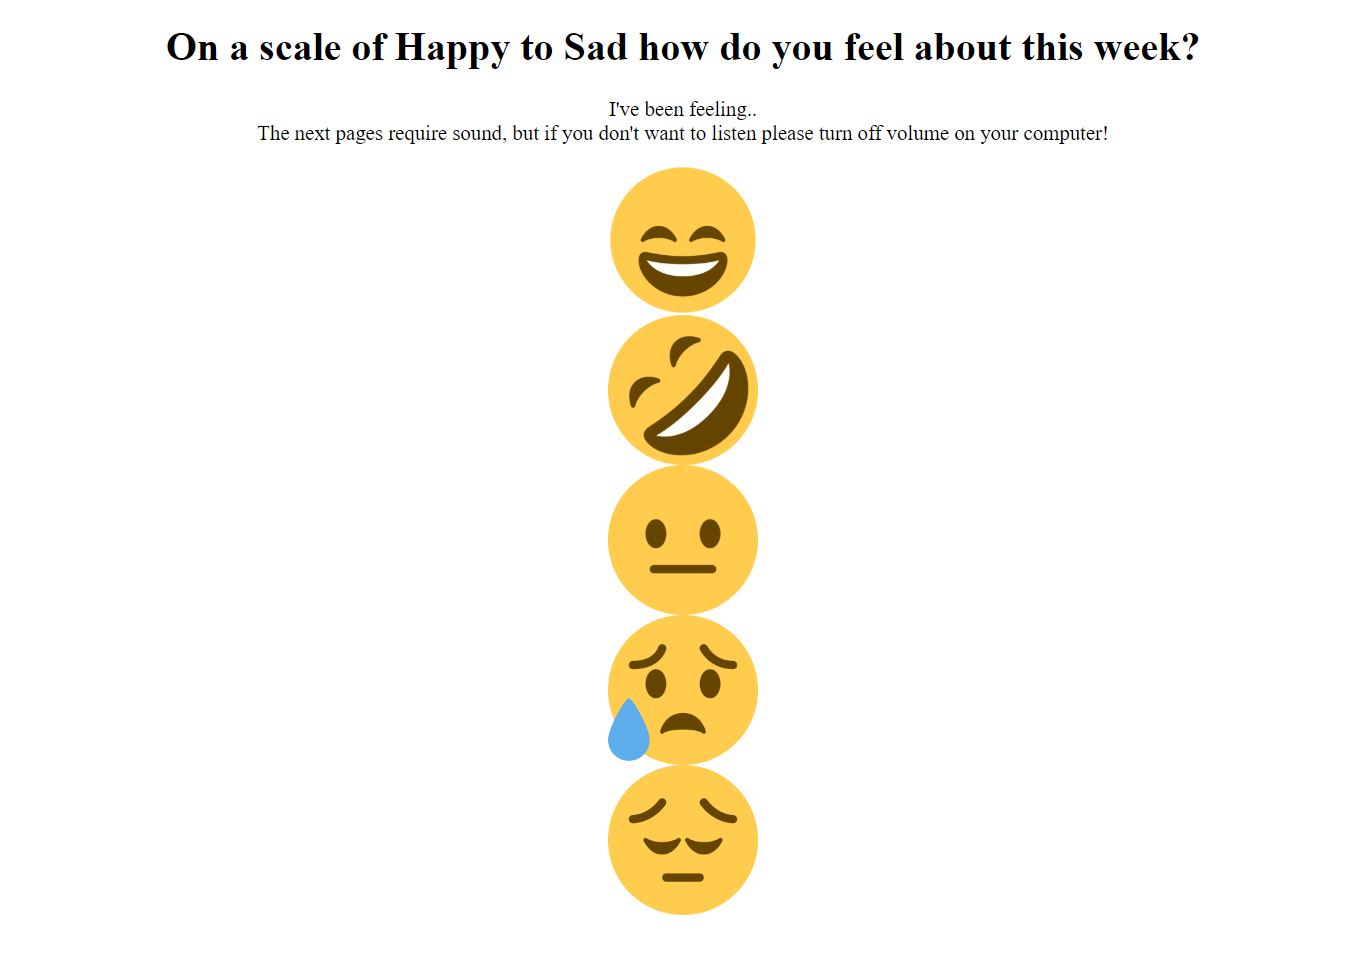 On a scale of Happy to Sad how do you feel about this week?
I've been feeling..
The next pages require sound, but if you don't want to listen please turn off volume on your computer!